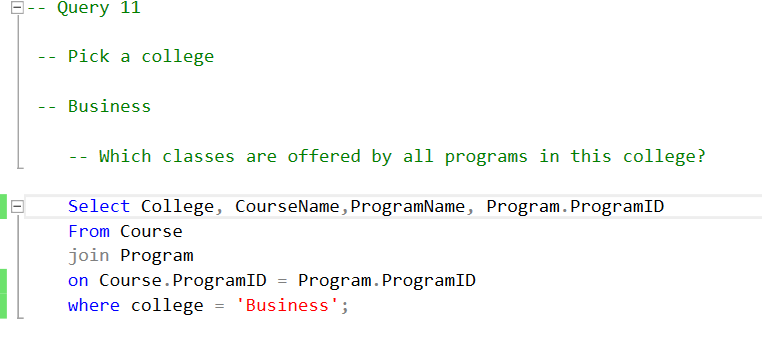 -- Query 11
-- Pick a college
-- Business
-- Which classes are offered by all programs in this college?
Select College, CourseName,ProgramName, Program.ProgramID
From Course
join Program
on Course.ProgramID = Program.ProgramID
where college = 'Business';